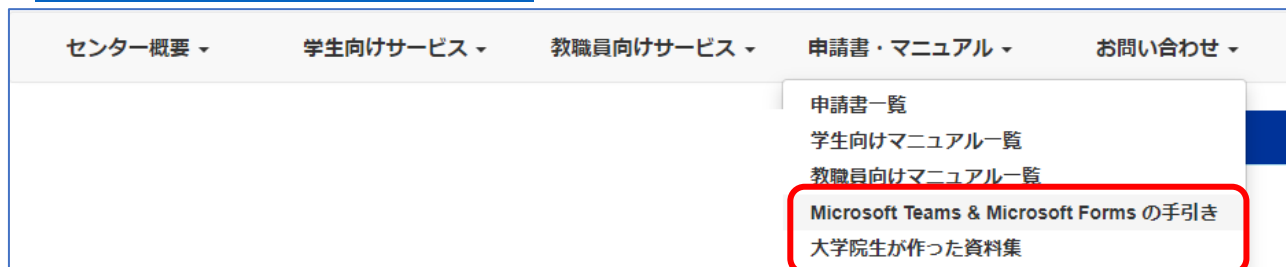 センター概要 学生向けサービス 教職員向けサービス 申請書・マニュアル お問い合わせ
申請書一覧
学生向けマニュアル一覧
教職員向けマニュアル一覧
Microsoft Teams & Microsoft Forms の手引き
大学院生が作った資料集